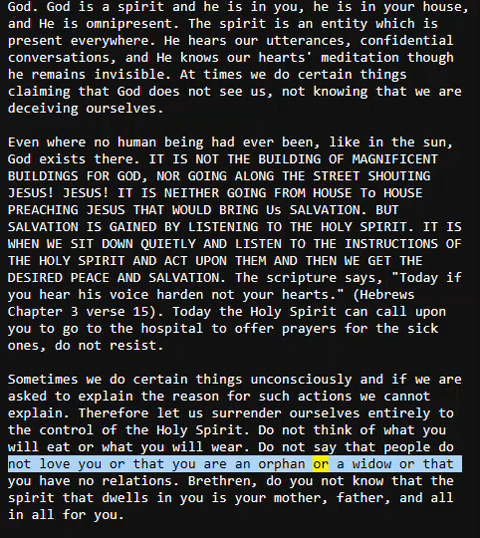 God. God is a spirit and he is in you, he is in your house,
and He is omnipresent. The spirit is an entity which is
present everywhere. He hears our utterances, confidential
conversations, and He knows our hearts' meditation though
he remains invisible. At times we do certain things
claiming that God does not see us, not knowing that we are
deceiving ourselves.
Even where no human being had ever been, like in the sun,
God exists there. IT IS NOT THE BUILDING OF MAGNIFICENT
BUILDINGS FOR GOD, NOR GOING ALONG THE STREET SHOUTING
JESUS! JESUS! IT IS NEITHER GOING FROM HOUSE To HOUSE
PREACHING JESUS THAT WOULD BRING Us SALVATION. BUT
SALVATION IS GAINED BY LISTENING TO THE HOLY SPIRIT. IT IS
WHEN WE SIT DOWN QUIETLY AND LISTEN TO THE INSTRUCTIONS OF
THE HOLY SPIRIT AND ACT UPON THEM AND THEN WE GET THE
DESIRED PEACE AND SALVATION. The scripture says, "Today if
you hear his voice harden not your hearts." (Hebrews
Chapter 3 verse 15). Today the Holy Spirit can call upon
you to go to the hospital to offer prayers for the sick
ones, do not resist.
Sometimes we do certain things unconsciously and if we are
asked to explain the reason for such actions we cannot
explain. Therefore let us surrender ourselves entirely to
the control of the Holy Spirit. Do not think of what you
will eat or what you will wear. Do not say that people do
not love you or that you are an orphan or a widow or that
you have no relations. Brethren, do you not know that the
spirit that dwells in you is your mother, father, and all
in all for you.